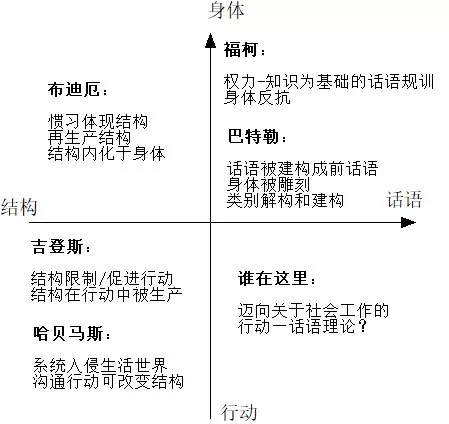 身体
福柯：
权力-知识为基础的话语规训
身体反抗
布迪厄：
惯习体现结构
再生产结构
结构内化于身体
巴特勒：
话语被建构成前话语
身体被雕刻
类别解构和建构
结构
话语
吉登斯：
结构限制/促进行动
结构在行动中被生产
哈贝马斯：
系统入侵生活世界
沟通行动可改变结构
谁在这里：
迈向关于社会工作的
行动—话语理论？
行动